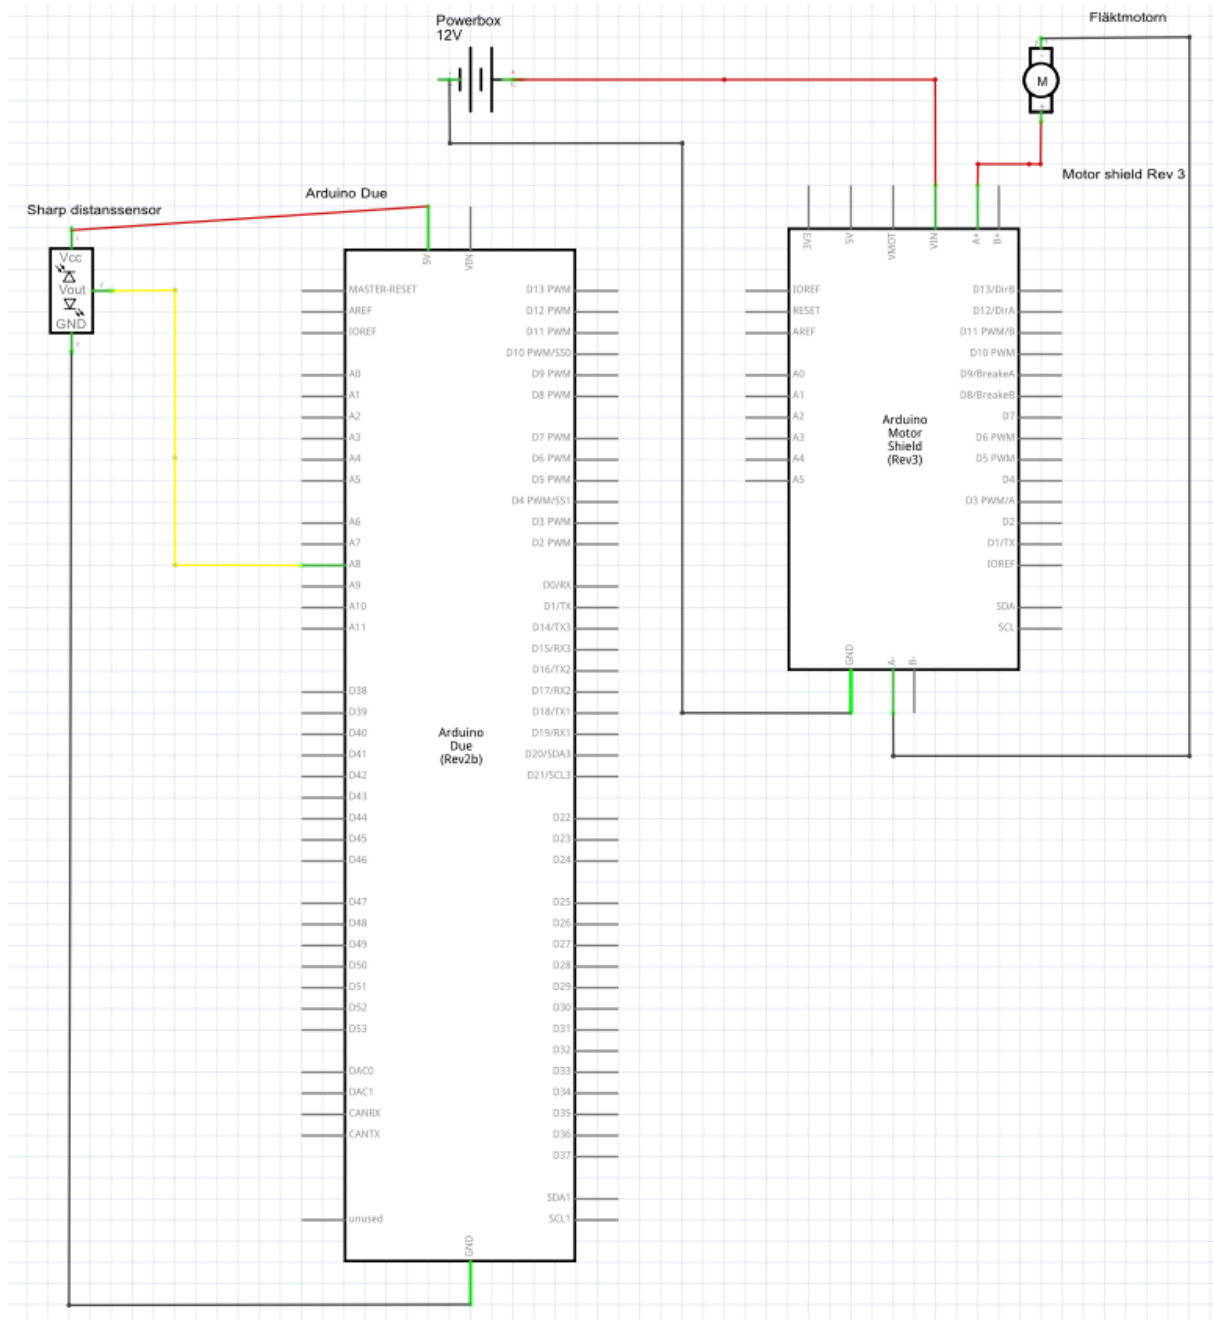 Powerbox
12V
Fläktmotorn
M
Motor shield Rev 3
Arduino Due
Sharp distanssensor
Vcc
Vout
GND
1
2
3
5V
VIN
MASTER-RESET
AREF
IOREF
A0
A1
A2
A3
A4
A5
A6
A7
A8
A9
A10
A11
D38
D39
D40
D41
D42
D43
D44
D45
D46
D47
D48
D49
D50
D51
D52
D53
DAC0
DAC1
CANRX
CANTX
unused
Arduino
Due
(Rev2b)
D13 PWM
D12 PWM
D11 PWM
D10 PWM/SS0
D9 PWM
D8 PWM
D7 PWM
D6 PWM
D5 PWM
D4 PWM/SS1
D3 PWM
D2 PWM
D0/RX
D1/TX
D14/TX3
D15/RX3
D16/TX2
D17/RX2
D18/TX1
D19/RX1
D20/SDA3
D21/SCL3
D22
D23
D24
D25
D26
D27
D28
D29
D30
D31
D32
D33
D34
D35
D36
D37
SDA1
SCL1
GND
3V3
5V
VMOT
VIN
A+
B+
IOREF
RESET
AREF
A0
A1
A2
A3
A4
A5
Arduino
Motor
Shield
(Rev3)
D13/DirB
D12/DirA
D11 PWM/B
D10 PWM
D9/BreakeA
D8/BreakeB
D7
D6 PWM
D5 PWM
D4
D3 PWM/A
D2
D1/TX
IOREF
SDA
SCL
GND
A-
B-